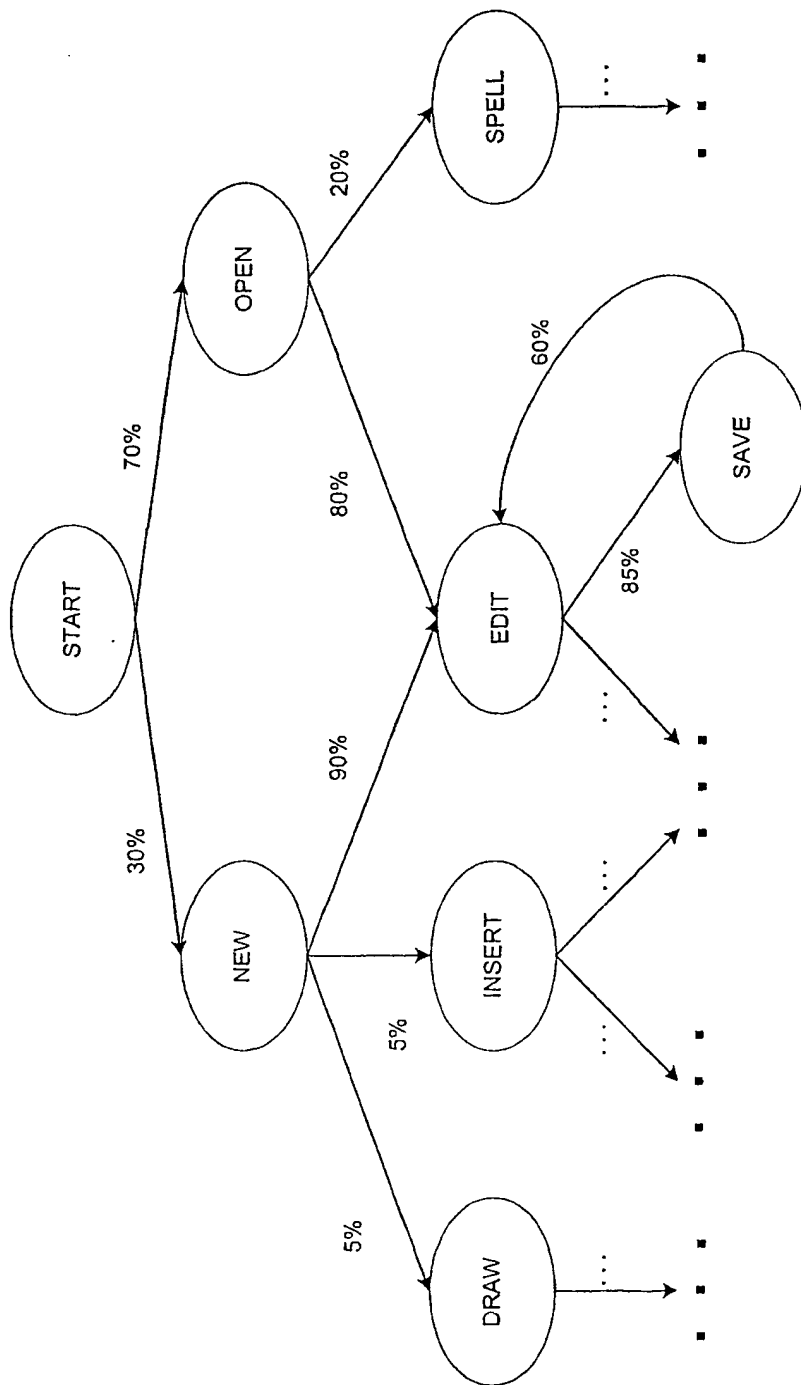 START
30%
70%
NEW
OPEN
5%
5%
90%
80%
20%
DRAW
INSERT
EDIT
SPELL
60%
85%
...
...
...
...
...
SAVE